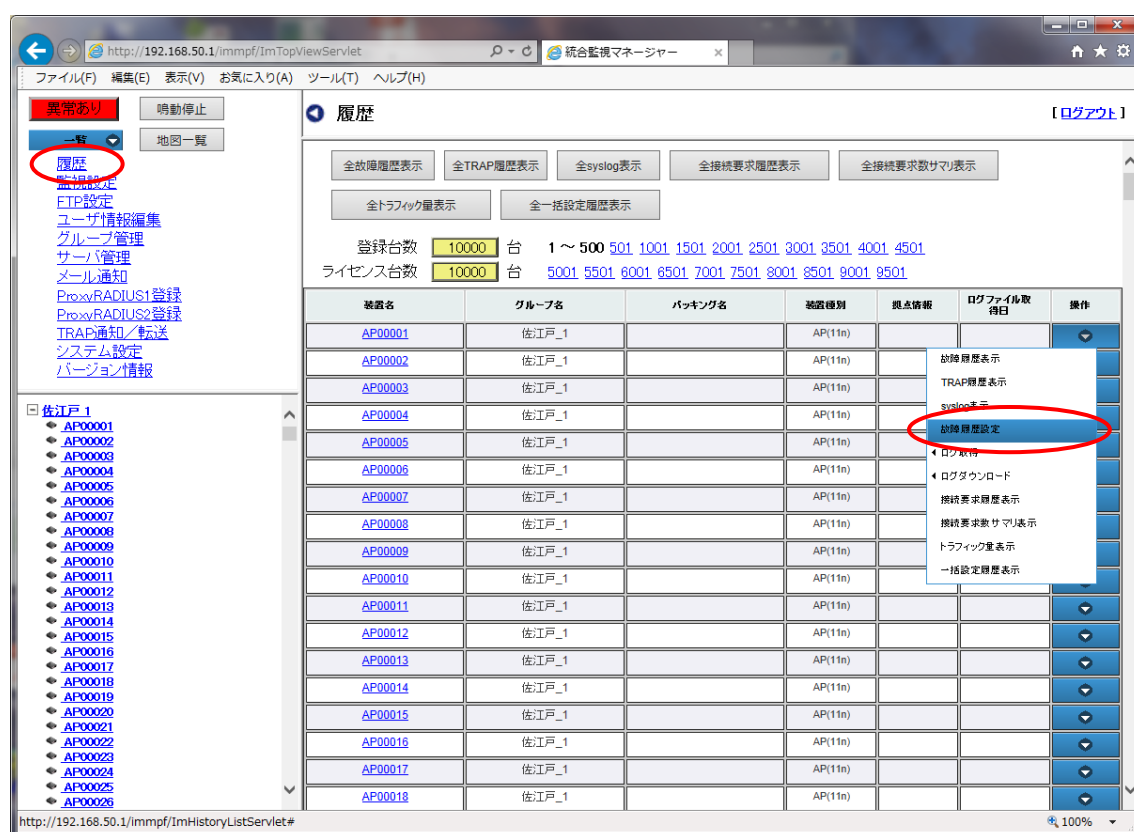 http://192.168.50.1/immpf/ImTopViewServlet
統合監視マネージャー
ファイル(F) 編集(E) 表示(V) お気に入り(A) ツール(T) ヘルプ(H)
異常あり 鳴動停止
一覧 地図一覧
履歴
監視設定
FTP設定
ユーザ情報編集
グループ管理
サーバ管理
メール通知
ProxyRADIUS1登録
ProxyRADIUS2登録
TRAP通知/転送
システム設定
バージョン情報
佐江戸_1
AP00001
AP00002
AP00003
AP00004
AP00005
AP00006
AP00007
AP00008
AP00009
AP00010
AP00011
AP00012
AP00013
AP00014
AP00015
AP00016
AP00017
AP00018
AP00019
AP00020
AP00021
AP00022
AP00023
AP00024
AP00025
AP00026
履歴 [ログアウト]
全故障履歴表示 全TRAP履歴表示 全syslog表示 全接続要求履歴表示 全接続要求数サマリ表示
全トラフィック量表示 全一括設定履歴表示
登録台数 10000 台 1 ～ 500 501 1001 1501 2001 2501 3001 3501 4001 4501
ライセンス台数 10000 台 5001 5501 6001 6501 7001 7501 8001 8501 9001 9501
装置名 グループ名 パッキング名 装置種別 拠点情報 ログファイル取得日 操作
AP00001 佐江戸_1 AP(11n)
AP00002 佐江戸_1 AP(11n)
AP00003 佐江戸_1 AP(11n)
AP00004 佐江戸_1 AP(11n)
AP00005 佐江戸_1 AP(11n)
AP00006 佐江戸_1 AP(11n)
AP00007 佐江戸_1 AP(11n)
AP00008 佐江戸_1 AP(11n)
AP00009 佐江戸_1 AP(11n)
AP00010 佐江戸_1 AP(11n)
AP00011 佐江戸_1 AP(11n)
AP00012 佐江戸_1 AP(11n)
AP00013 佐江戸_1 AP(11n)
AP00014 佐江戸_1 AP(11n)
AP00015 佐江戸_1 AP(11n)
AP00016 佐江戸_1 AP(11n)
AP00017 佐江戸_1 AP(11n)
AP00018 佐江戸_1 AP(11n)
故障履歴表示
TRAP履歴表示
syslog表示
故障履歴設定
ログ取得
ログダウンロード
接続要求履歴表示
接続要求数サマリ表示
トラフィック量表示
一括設定履歴表示
http://192.168.50.1/immpf/ImHistoryListServlet#
100%